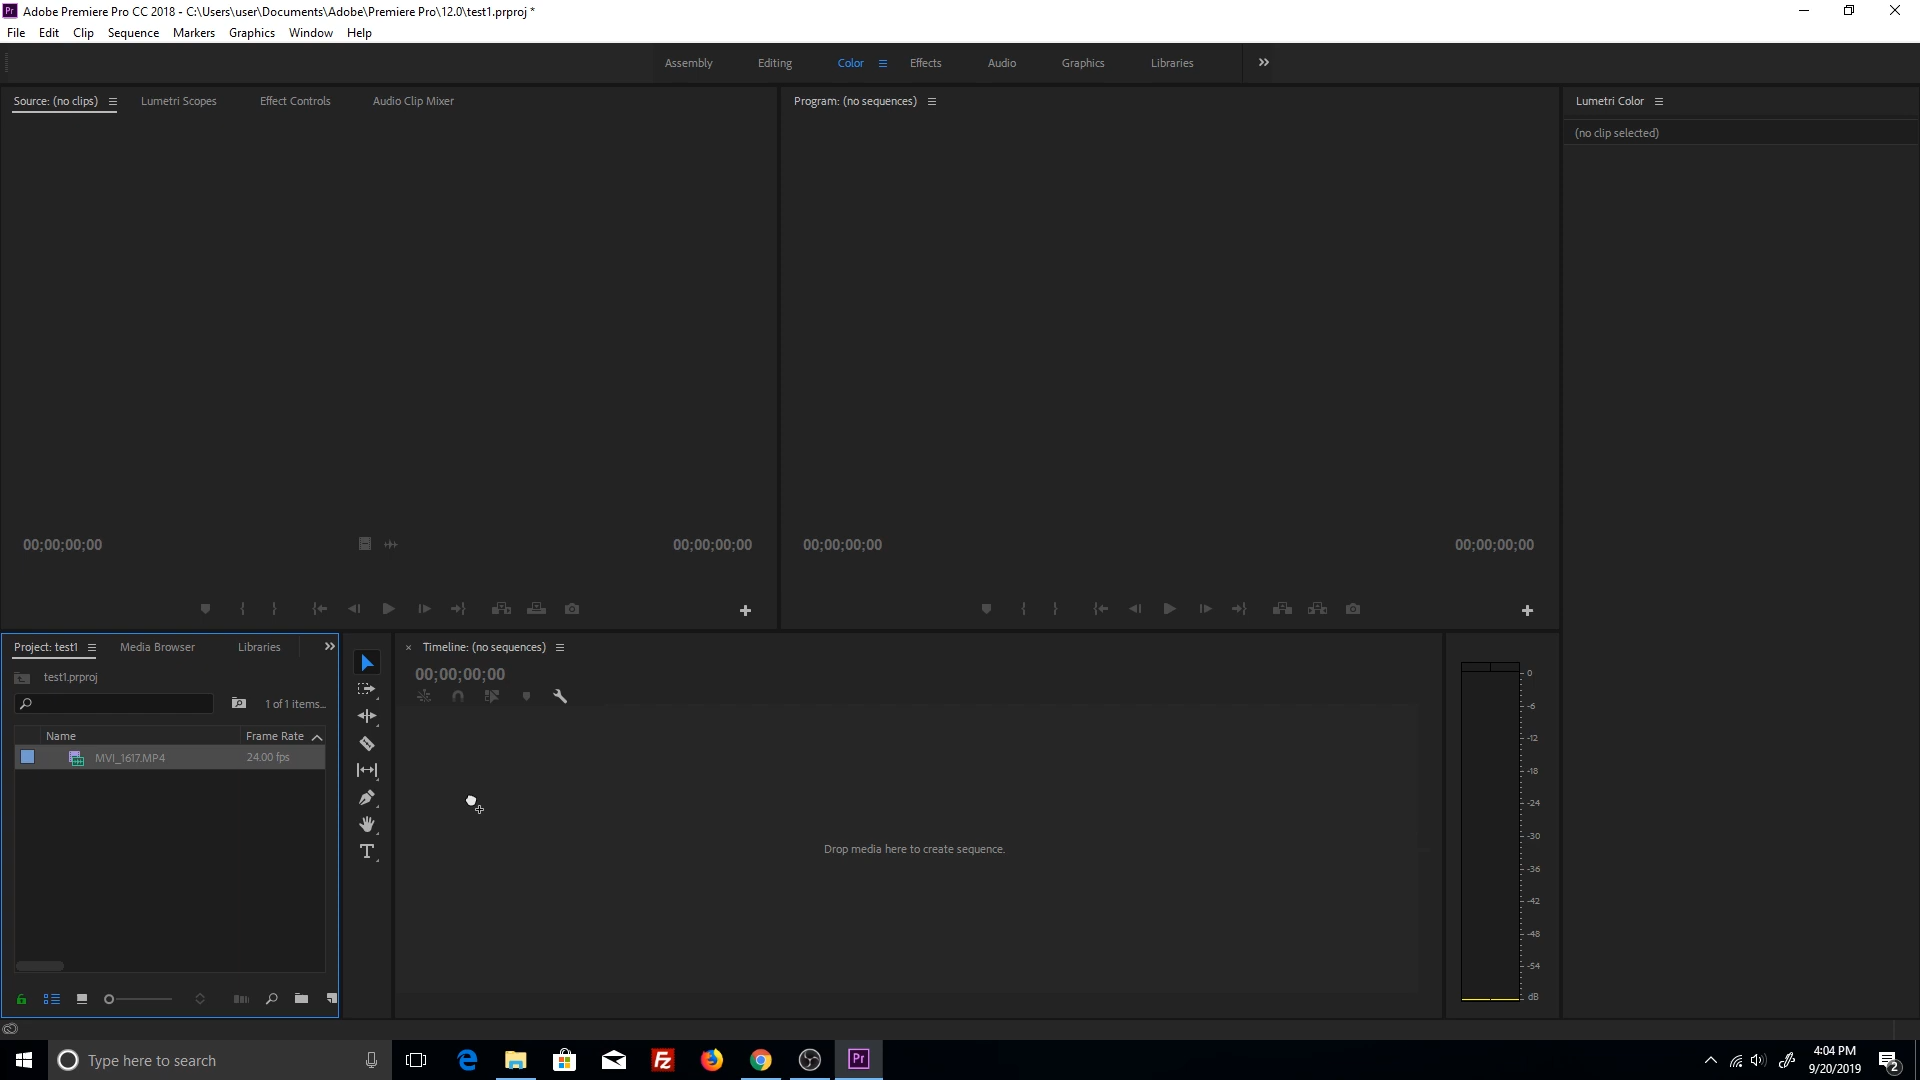 Pr Adobe Premiere Pro CC 2018 - C:\Users\user\Documents\Adobe\Premiere Pro\12.0\test1.prproj *
File Edit Clip Sequence Markers Graphics Window Help
Assembly Editing Color Effects Audio Graphics Libraries
Source: (no clips) Lumetri Scopes Effect Controls Audio Clip Mixer
Program: (no sequences)
Lumetri Color
(no clip selected)
00;00;00;00 00;00;00;00
00;00;00;00 00;00;00;00
Project: test1 Media Browser Libraries
test1.prproj
1 of 1 items...
Name Frame Rate
MVI_1617.MP4 24.00 fps
× Timeline: (no sequences)
00;00;00;00
Drop media here to create sequence.
0
-6
-12
-18
-24
-30
-36
-42
-48
-54
dB
Type here to search
Fz
Pr
4:04 PM
9/20/2019
2